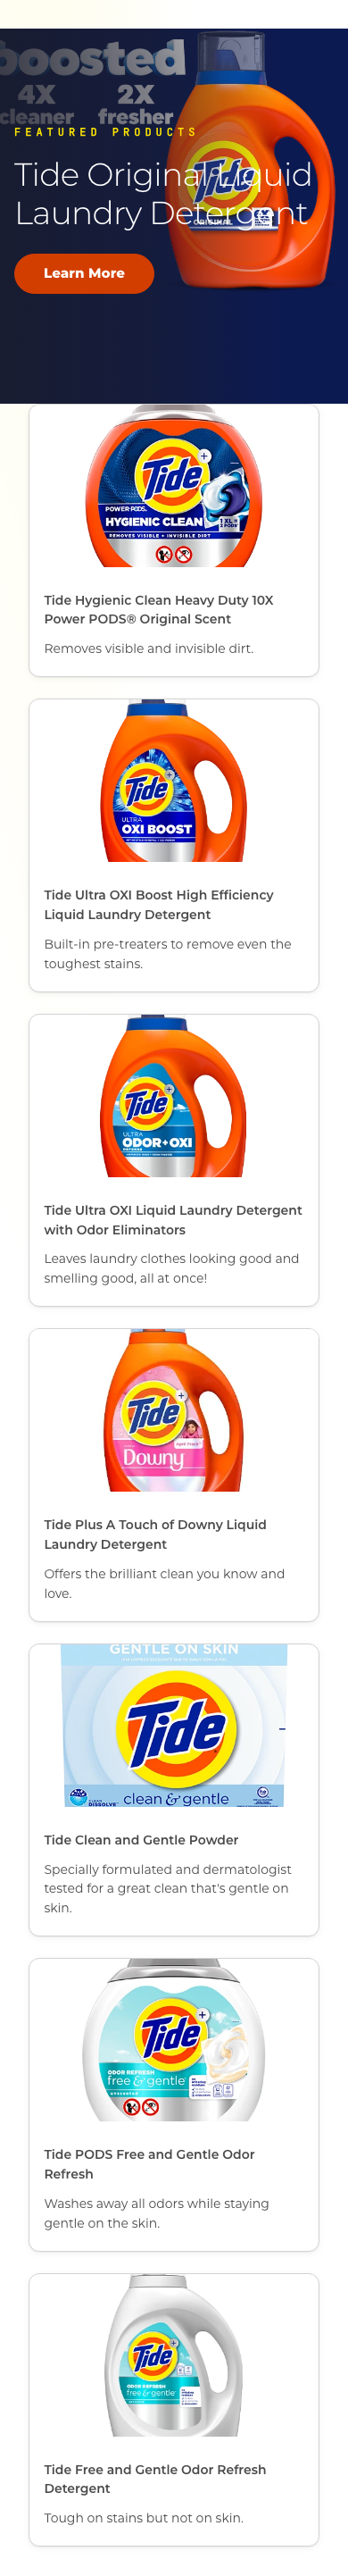 boosted
4X 2X
cleaner fresher
FEATURED PRODUCTS
Tide Original Liquid
Laundry Detergent
Tide
ORIGINAL
Learn More
Tide
POWER PODS
HYGIENIC CLEAN
REMOVES VISIBLE + INVISIBLE DIRT
Tide Hygienic Clean Heavy Duty 10X
Power PODS® Original Scent
Removes visible and invisible dirt.
Tide
ULTRA
OXI BOOST
Tide Ultra OXI Boost High Efficiency
Liquid Laundry Detergent
Built-in pre-treaters to remove even the
toughest stains.
Tide
ULTRA
ODOR+OXI
Tide Ultra OXI Liquid Laundry Detergent
with Odor Eliminators
Leaves laundry clothes looking good and
smelling good, all at once!
Tide
Downy
Tide Plus A Touch of Downy Liquid
Laundry Detergent
Offers the brilliant clean you know and
love.
GENTLE ON SKIN
Tide
clean & gentle
Tide Clean and Gentle Powder
Specially formulated and dermatologist
tested for a great clean that's gentle on
skin.
Tide
ODOR REFRESH
free & gentle
Tide PODS Free and Gentle Odor
Refresh
Washes away all odors while staying
gentle on the skin.
Tide
ODOR REFRESH
free & gentle
Tide Free and Gentle Odor Refresh
Detergent
Tough on stains but not on skin.